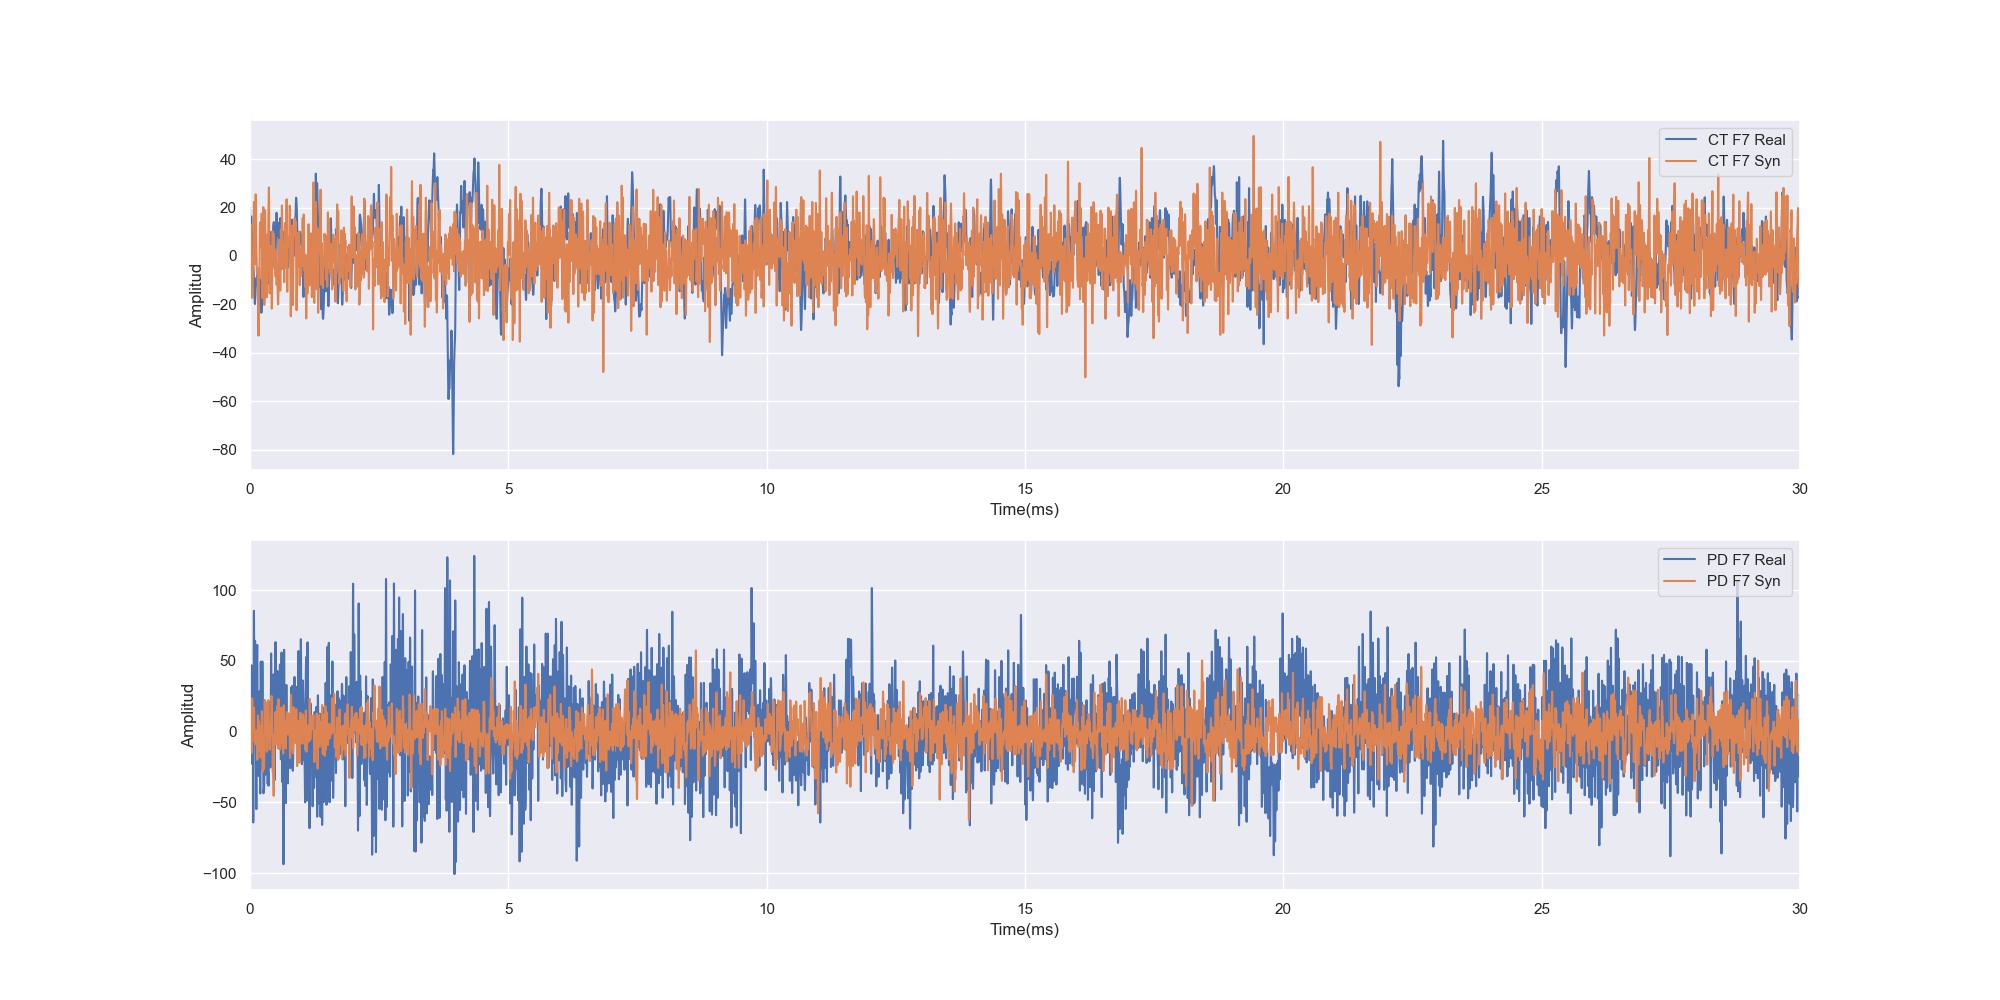 CT F7 Real
CT F7 Syn
Amplitud
40
20
0
−20
−40
−60
−80
0 5 10 15 20 25 30
Time(ms)
PD F7 Real
PD F7 Syn
Amplitud
100
50
0
−50
−100
0 5 10 15 20 25 30
Time(ms)